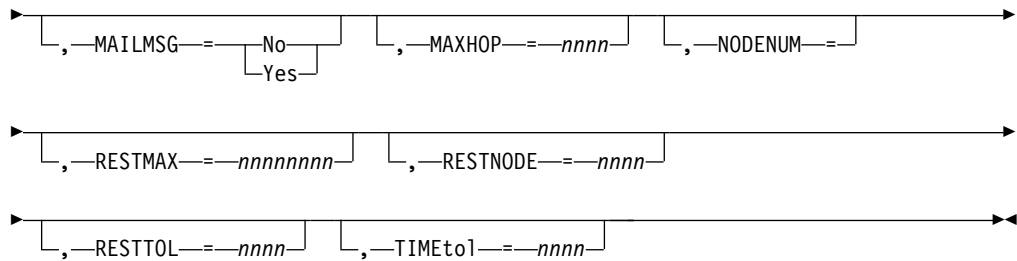 , MAILMSG = No , MAXHOP = nnnn , NODENUM =
Yes
, RESTMAX = nnnnnnnn , RESTNODE = nnnn
, RESTTOL = nnnn , TIMEtol = nnnn